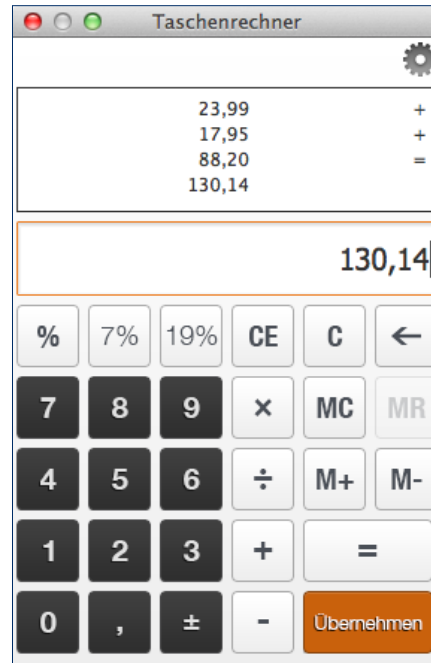 Taschenrechner
23,99 +
17,95 +
88,20 =
130,14
130,14
% 7% 19% CE C ←
7 8 9 × MC MR
4 5 6 ÷ M+ M-
1 2 3 + =
0 , ± - Übernehmen